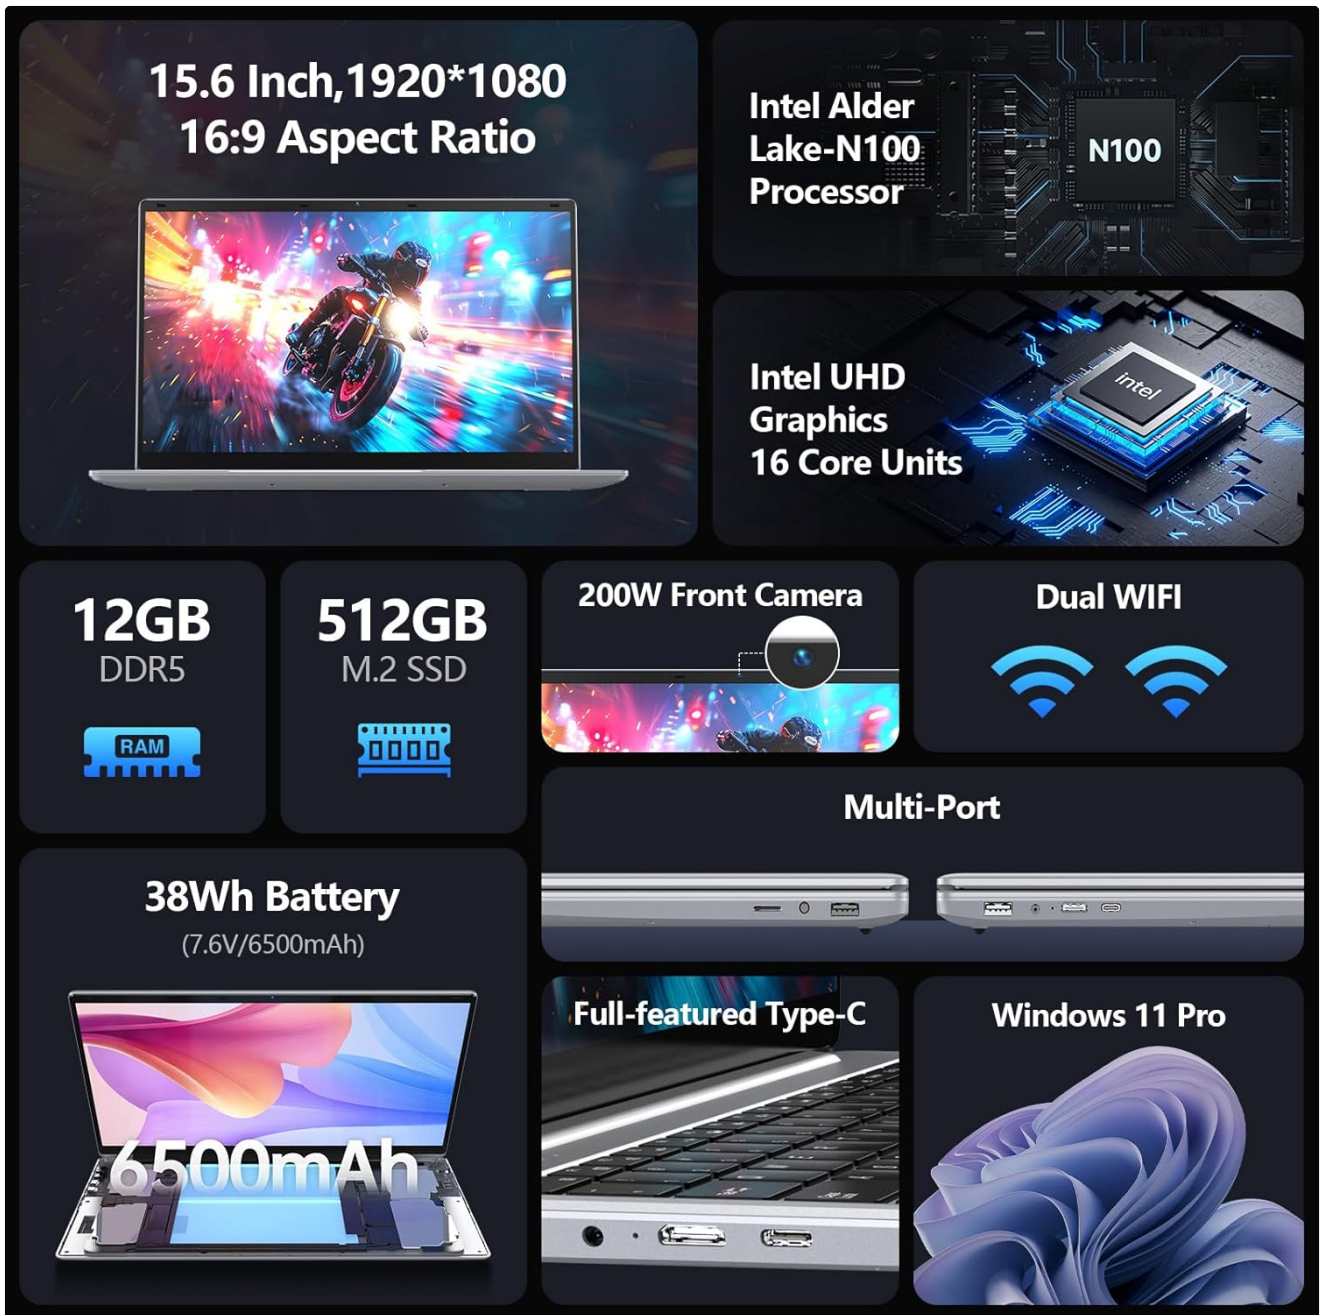 15.6 Inch,1920*1080
16:9 Aspect Ratio
Intel Alder
Lake-N100
Processor
N100
Intel UHD
Graphics
16 Core Units
intel
12GB
DDR5
RAM
512GB
M.2 SSD
200W Front Camera
Dual WIFI
Multi-Port
38Wh Battery
(7.6V/6500mAh)
6500mAh
Full-featured Type-C
Windows 11 Pro